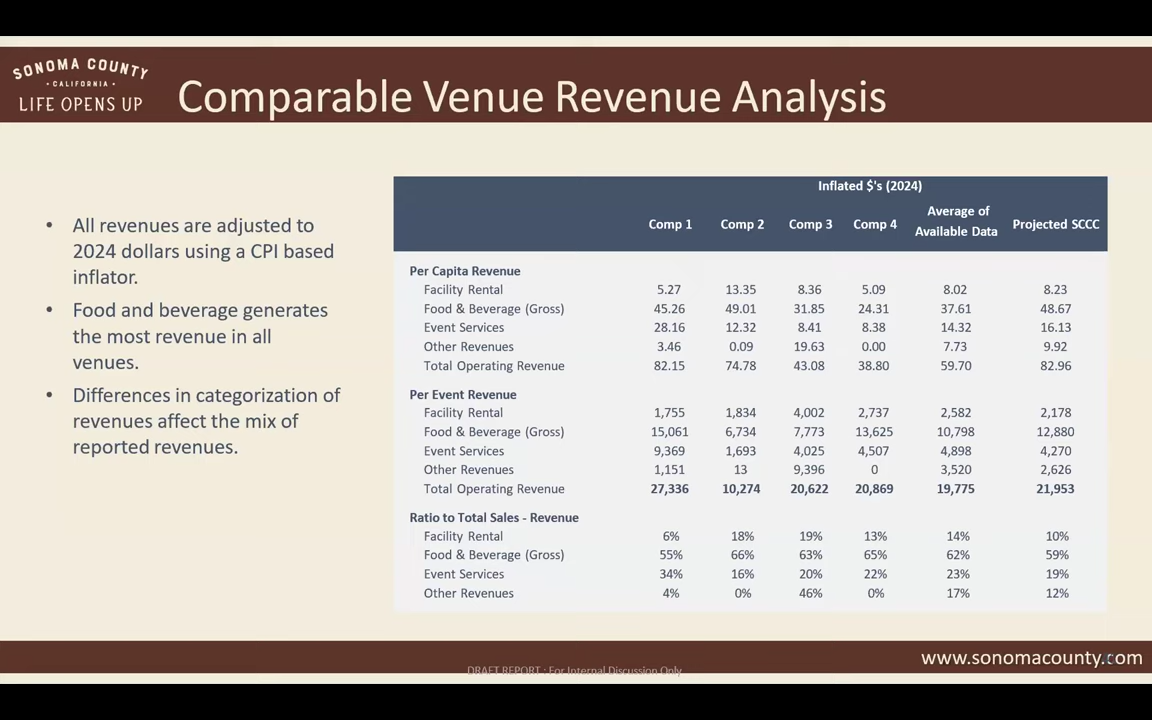 SONOMA COUNTY
• CALIFORNIA •
LIFE OPENS UP
Comparable Venue Revenue Analysis
• All revenues are adjusted to
2024 dollars using a CPI based
inflator.
• Food and beverage generates
the most revenue in all
venues.
• Differences in categorization of
revenues affect the mix of
reported revenues.
Inflated $'s (2024)
Comp 1 Comp 2 Comp 3 Comp 4 Average of Available Data Projected SCCC
Per Capita Revenue
Facility Rental 5.27 13.35 8.36 5.09 8.02 8.23
Food & Beverage (Gross) 45.26 49.01 31.85 24.31 37.61 48.67
Event Services 28.16 12.32 8.41 8.38 14.32 16.13
Other Revenues 3.46 0.09 19.63 0.00 7.73 9.92
Total Operating Revenue 82.15 74.78 43.08 38.80 59.70 82.96
Per Event Revenue
Facility Rental 1,755 1,834 4,002 2,737 2,582 2,178
Food & Beverage (Gross) 15,061 6,734 7,773 13,625 10,798 12,880
Event Services 9,369 1,693 4,025 4,507 4,898 4,270
Other Revenues 1,151 13 9,396 0 3,520 2,626
Total Operating Revenue 27,336 10,274 20,622 20,869 19,775 21,953
Ratio to Total Sales - Revenue
Facility Rental 6% 18% 19% 13% 14% 10%
Food & Beverage (Gross) 55% 66% 63% 65% 62% 59%
Event Services 34% 16% 20% 22% 23% 19%
Other Revenues 4% 0% 46% 0% 17% 12%
www.sonomacounty.com
DRAFT REPORT : For Internal Discussion Only